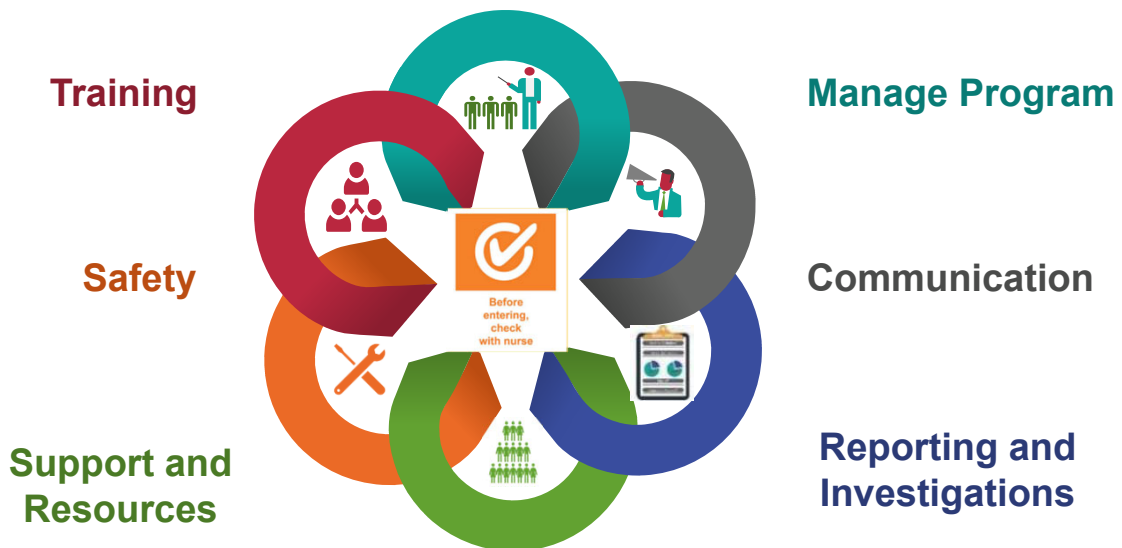 Training
Manage Program
Safety
Communication
Before
entering,
check
with nurse
Support and
Resources
Reporting and
Investigations